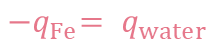 −q_Fe = q_water